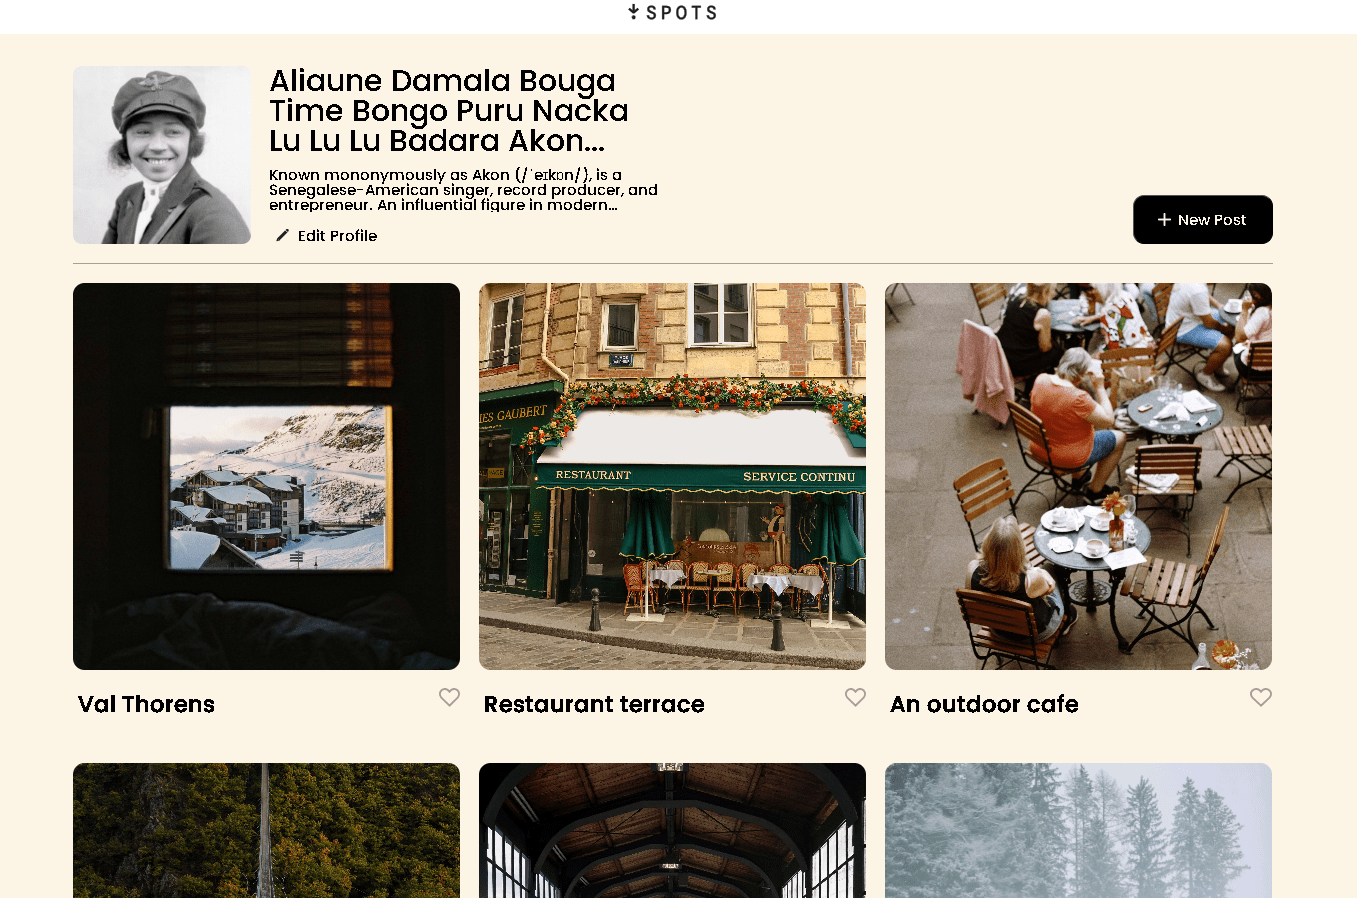 SPOTS
Aliaune Damala Bouga
Time Bongo Puru Nacka
Lu Lu Lu Badara Akon...
Known mononymously as Akon (/ˈeɪkɒn/), is a
Senegalese-American singer, record producer, and
entrepreneur. An influential figure in modern...
Edit Profile
New Post
IES GAUBERT
RESTAURANT
SERVICE CONTINU
Val Thorens
Restaurant terrace
An outdoor cafe